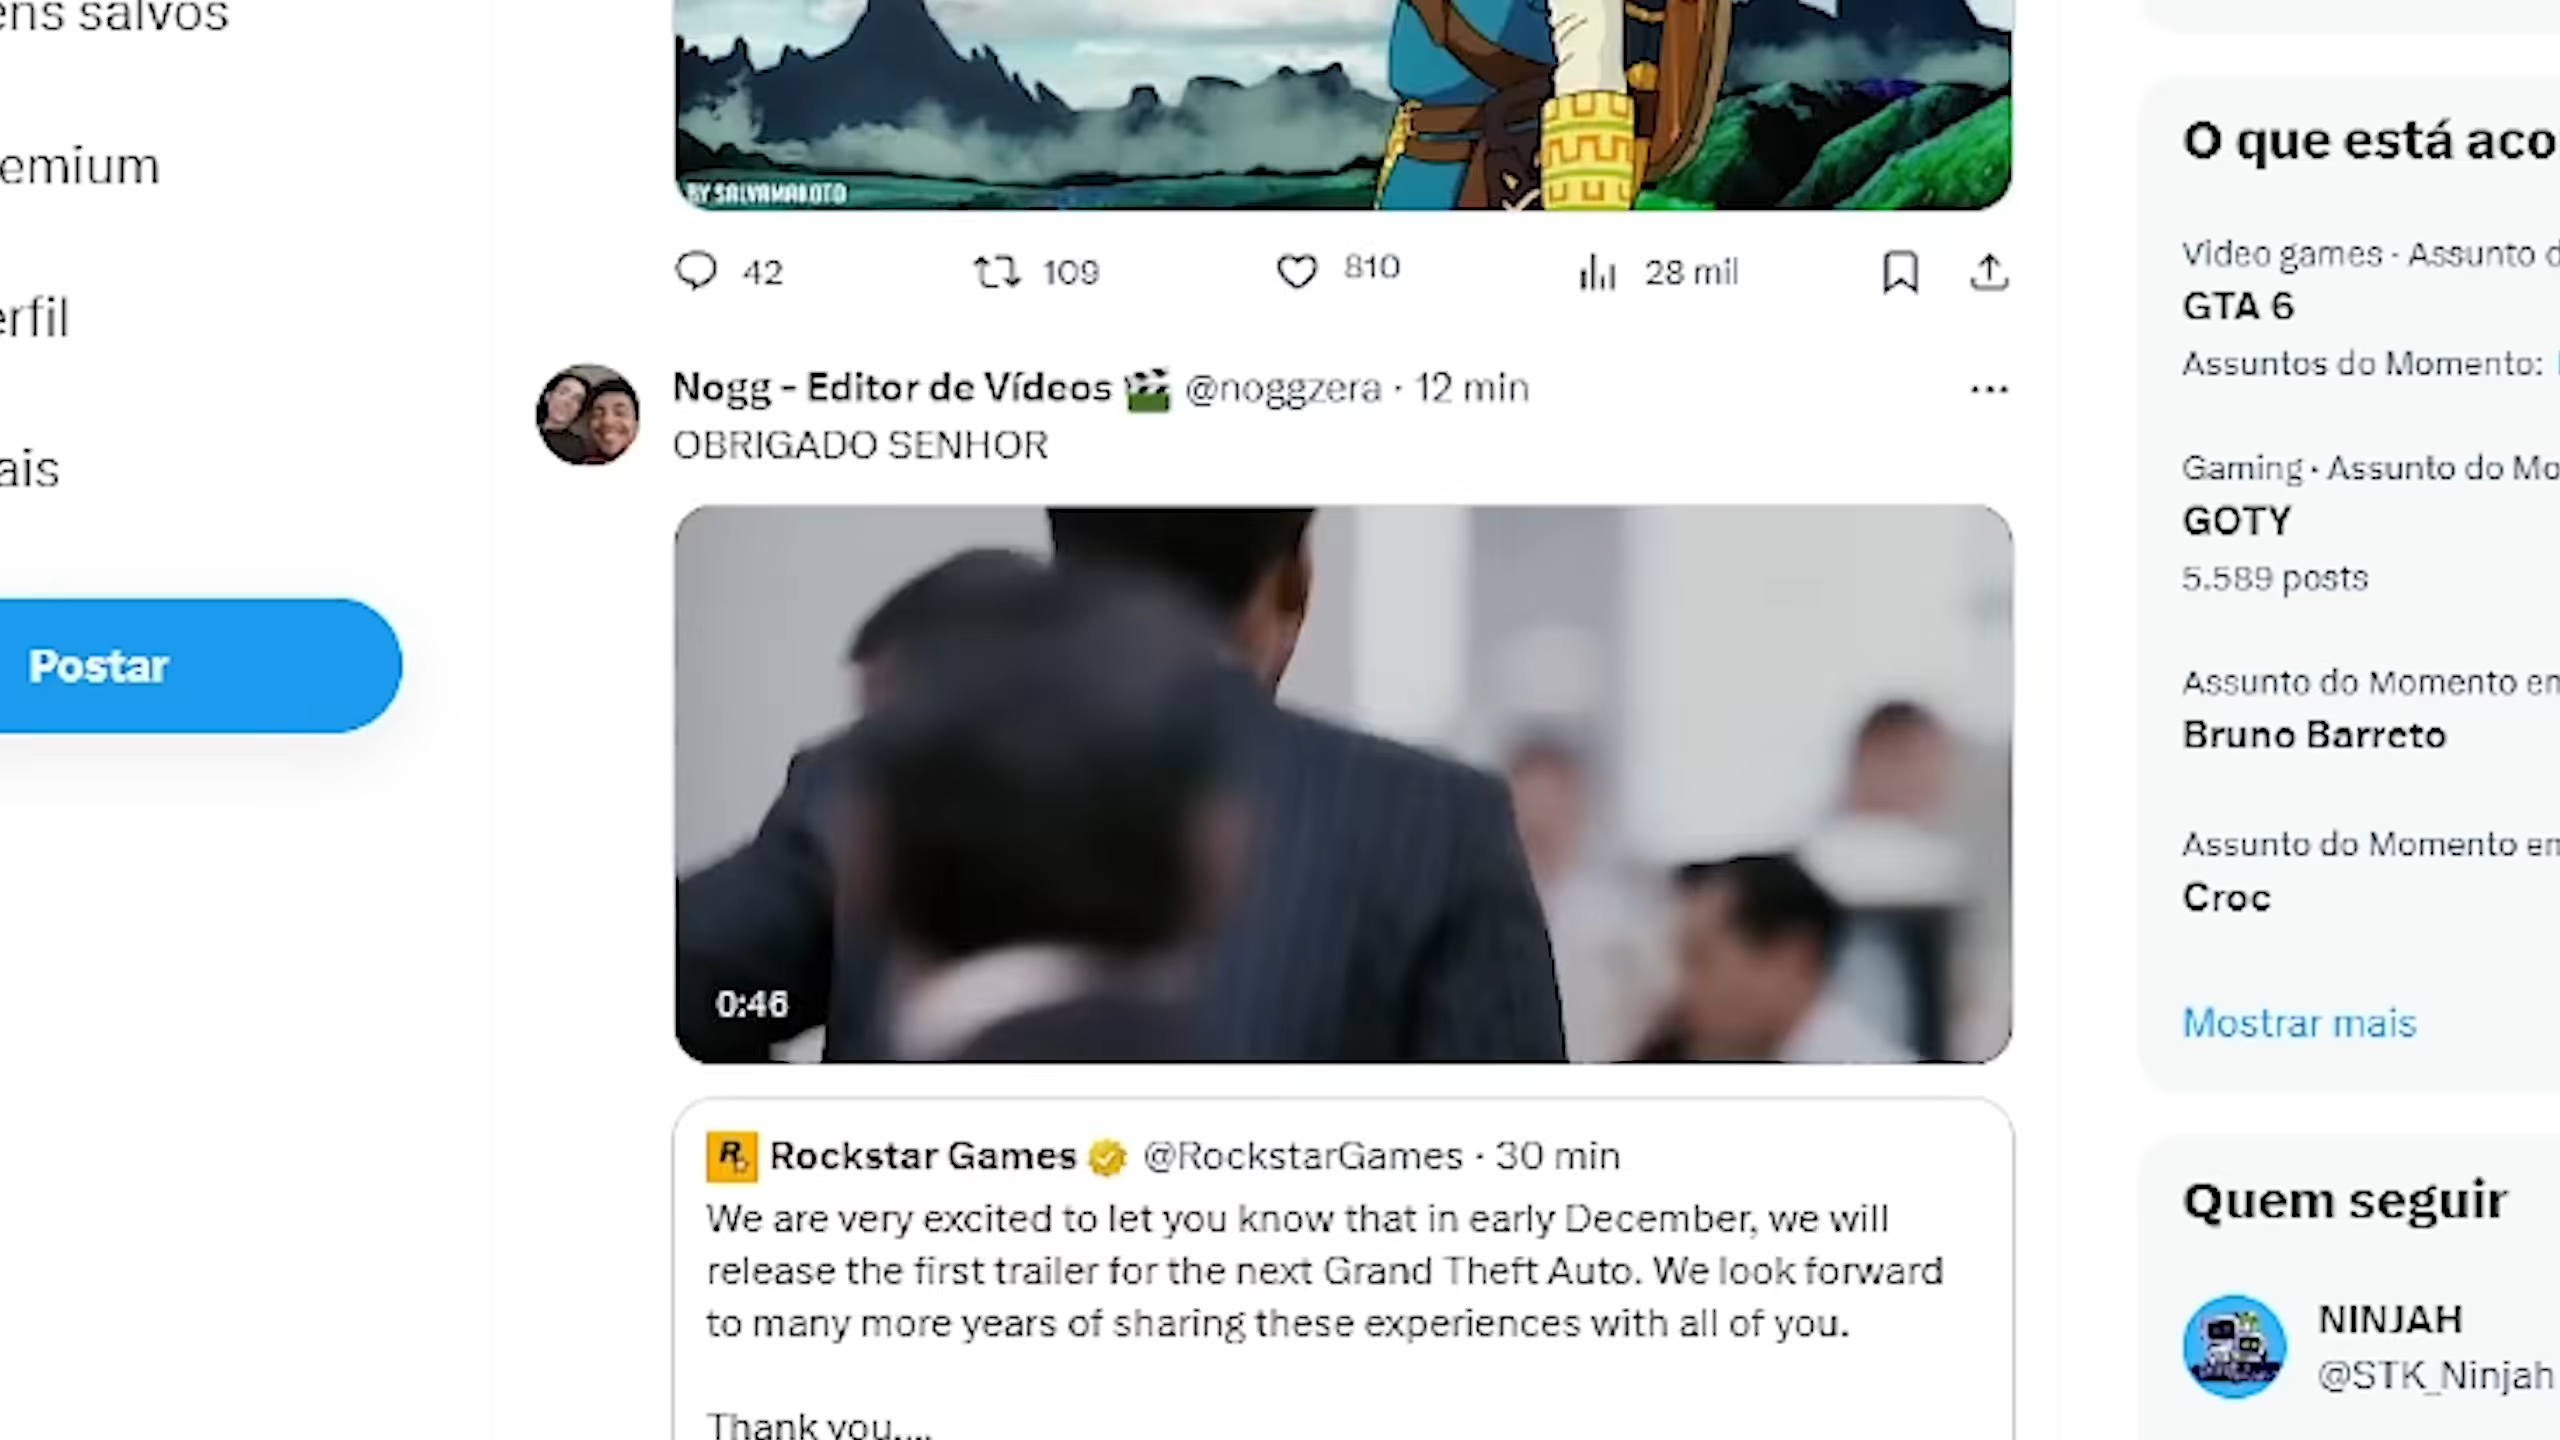 ens salvos
emium
erfil
ais
Postar
BY SALVAMAKOTO
42 109 810 28 mil
Nogg - Editor de Vídeos @noggzera · 12 min
OBRIGADO SENHOR
0:46
Rockstar Games @RockstarGames · 30 min
We are very excited to let you know that in early December, we will
release the first trailer for the next Grand Theft Auto. We look forward
to many more years of sharing these experiences with all of you.
Thank you....
O que está aco
Video games · Assunto d
GTA 6
Assuntos do Momento:
Gaming · Assunto do Mo
GOTY
5.589 posts
Assunto do Momento en
Bruno Barreto
Assunto do Momento en
Croc
Mostrar mais
Quem seguir
NINJAH
@STK_Ninjah